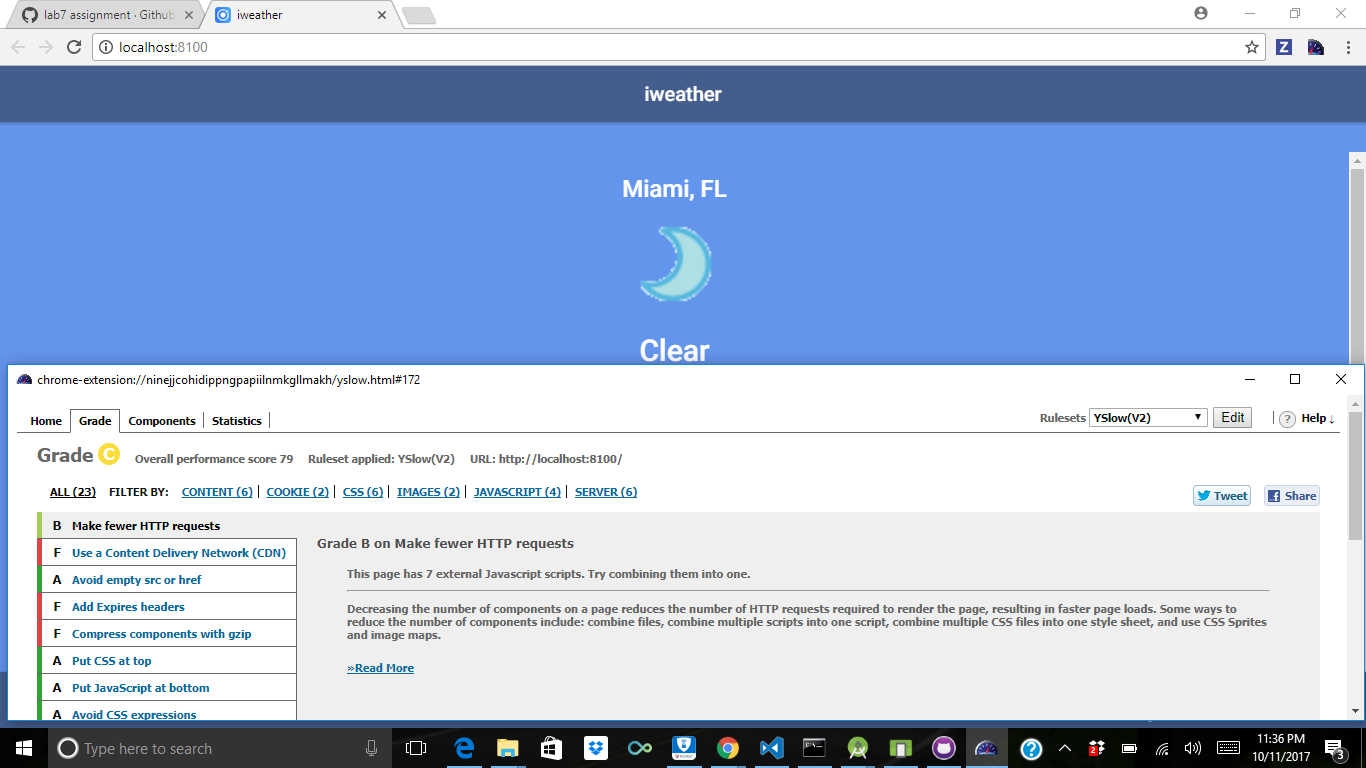 lab7 assignment · Github
iweather
localhost:8100
iweather
Miami, FL
Clear
chrome-extension://ninejjcohidippngpapiilnmkgllmakh/yslow.html#172
Home Grade Components Statistics Rulesets YSlow(V2) Edit ? Help ↓
Grade C Overall performance score 79 Ruleset applied: YSlow(V2) URL: http://localhost:8100/
ALL (23) FILTER BY: CONTENT (6) COOKIE (2) CSS (6) IMAGES (2) JAVASCRIPT (4) SERVER (6)
Tweet Share
B Make fewer HTTP requests
F Use a Content Delivery Network (CDN)
A Avoid empty src or href
F Add Expires headers
F Compress components with gzip
A Put CSS at top
A Put JavaScript at bottom
A Avoid CSS expressions
Grade B on Make fewer HTTP requests
This page has 7 external Javascript scripts. Try combining them into one.
Decreasing the number of components on a page reduces the number of HTTP requests required to render the page, resulting in faster page loads. Some ways to
reduce the number of components include: combine files, combine multiple scripts into one script, combine multiple CSS files into one style sheet, and use CSS Sprites
and image maps.
»Read More
Type here to search
11:36 PM
10/11/2017
3